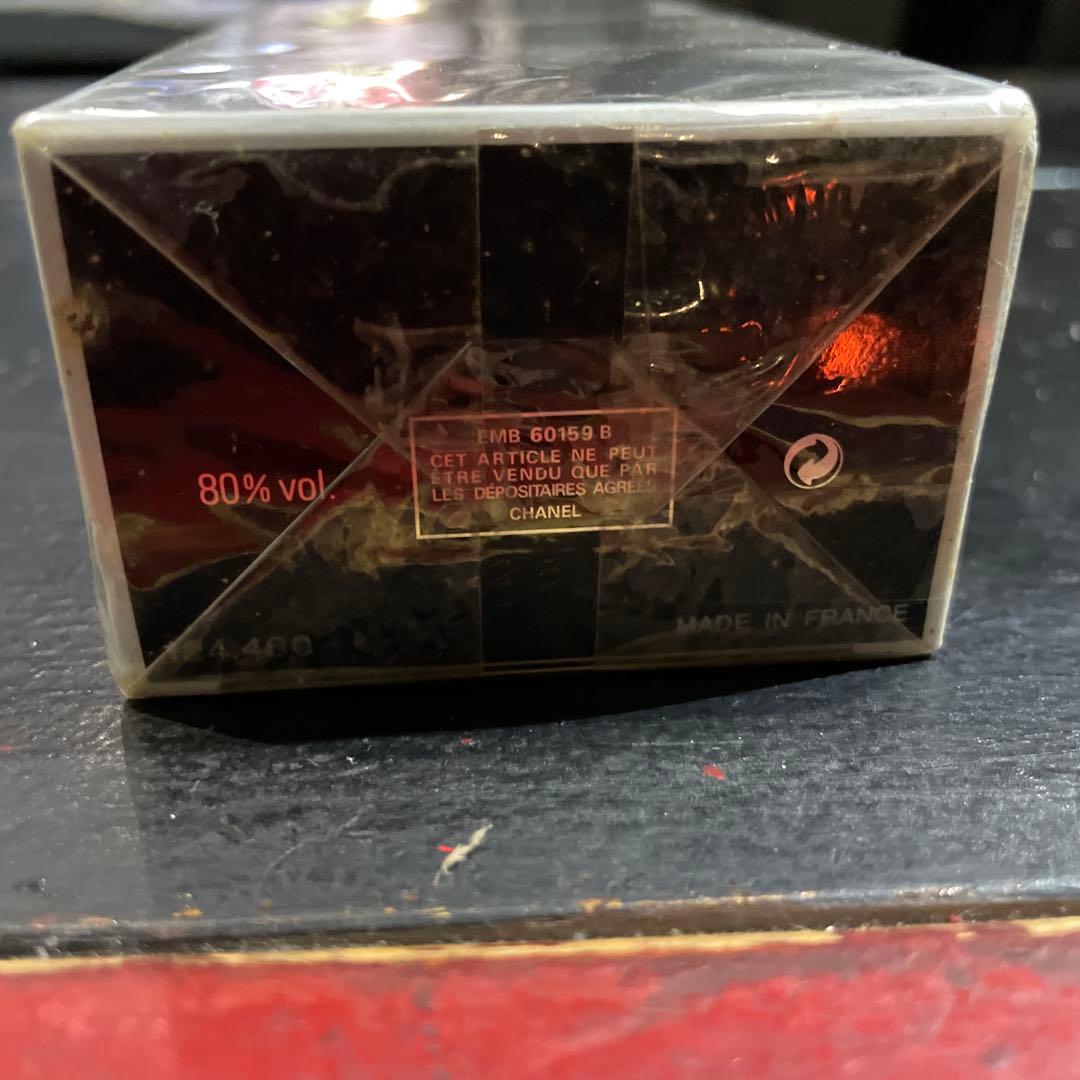 EMB 60159 B
CET ARTICLE NE PEUT
ÊTRE VENDU QUE PAR
LES DÉPOSITAIRES AGRÉÉS
CHANEL
80% vol.
MADE IN FRANCE